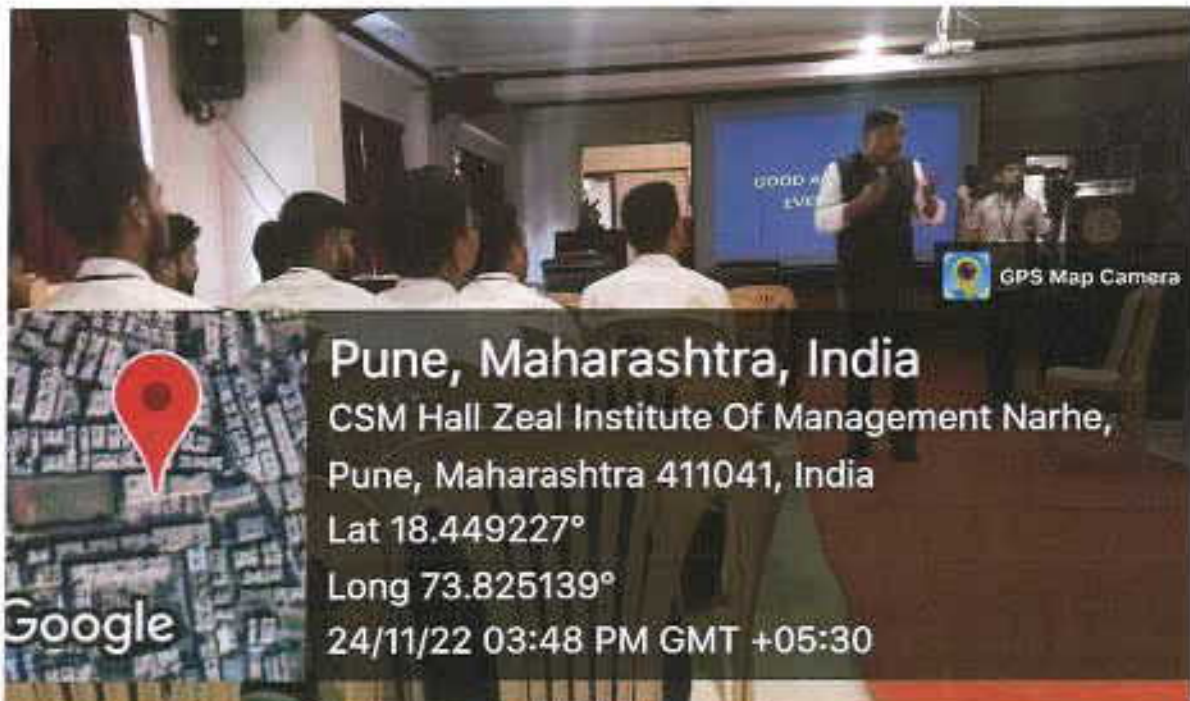 GOOD
GPS Map Camera
Pune, Maharashtra, India
CSM Hall Zeal Institute Of Management Narhe,
Pune, Maharashtra 411041, India
Lat 18.449227°
Long 73.825139°
24/11/22 03:48 PM GMT +05:30
Google